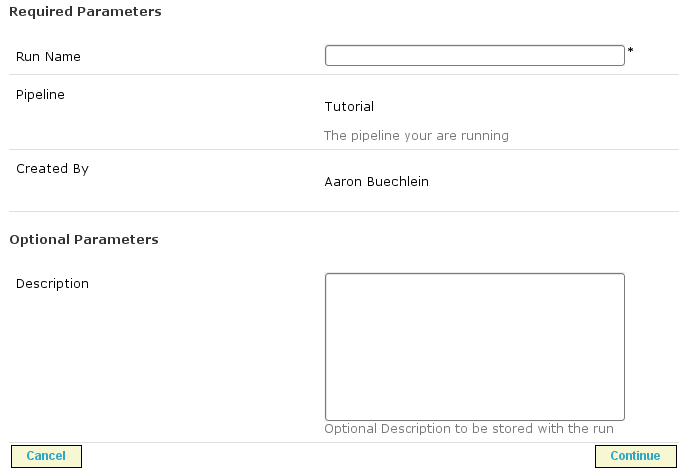 Required Parameters
Run Name *
Pipeline
Tutorial
The pipeline your are running
Created By
Aaron Buechlein
Optional Parameters
Description
Optional Description to be stored with the run
Cancel Continue